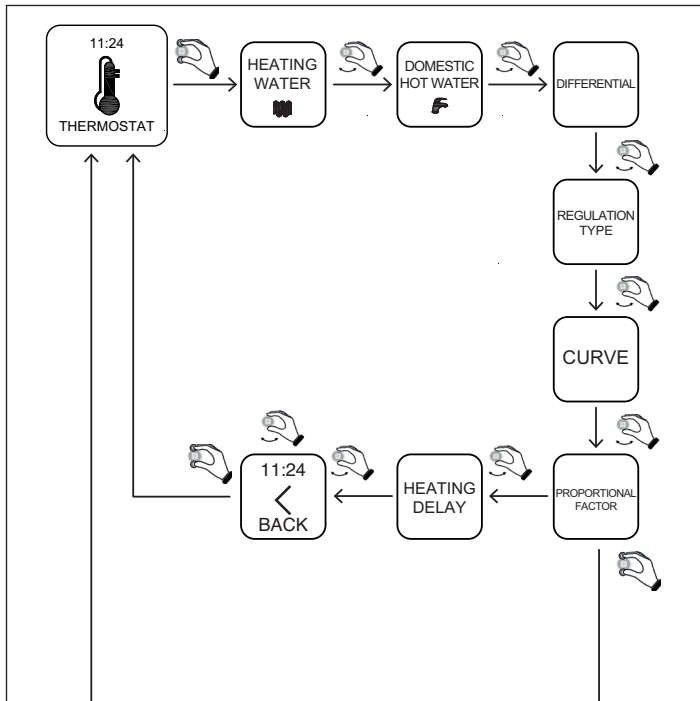 11:24
THERMOSTAT
HEATING
WATER
DOMESTIC
HOT WATER
DIFFERENTIAL
REGULATION
TYPE
CURVE
PROPORTIONAL
FACTOR
HEATING
DELAY
11:24
BACK